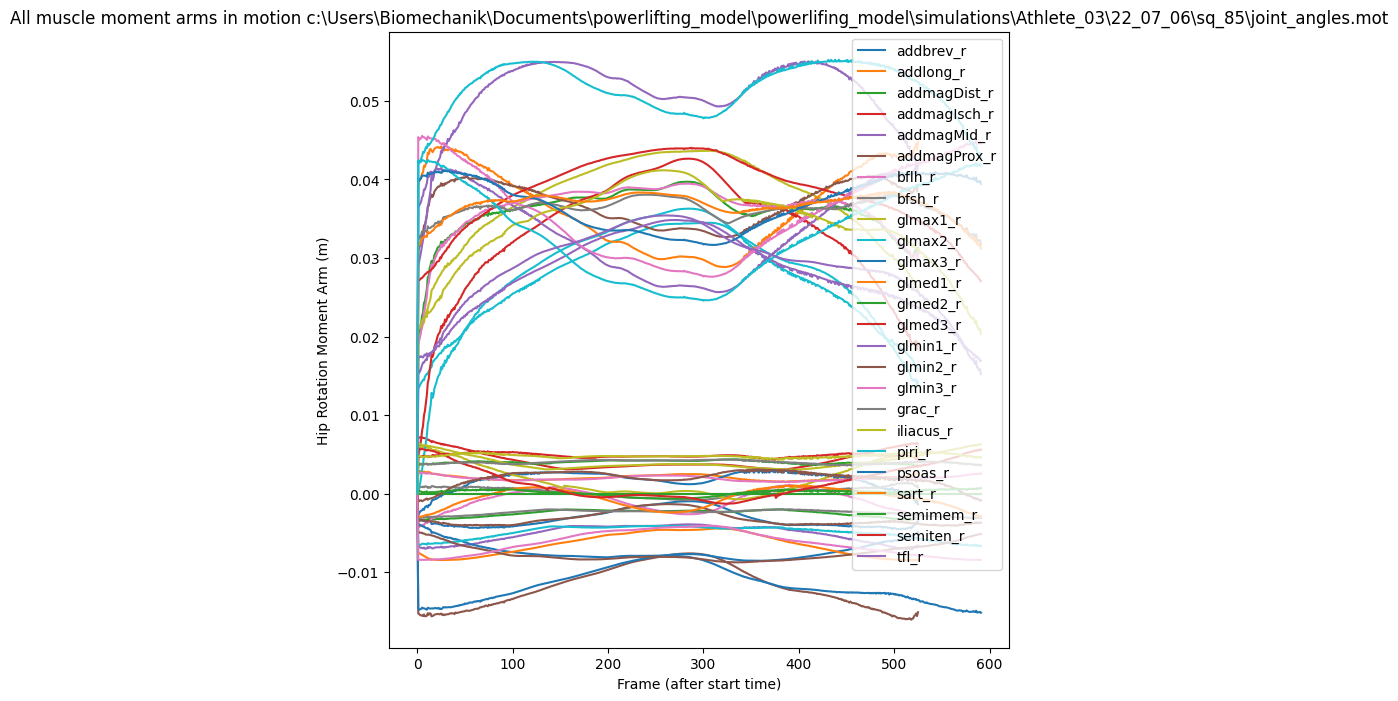 All muscle moment arms in motion c:\Users\Biomechanik\Documents\powerlifting_model\powerlifing_model\simulations\Athlete_03\22_07_06\sq_85\joint_angles.mot
Hip Rotation Moment Arm (m)
0.05
0.04
0.03
0.02
0.01
0.00
−0.01
0
100
200
300
400
500
600
Frame (after start time)
addbrev_r
addlong_r
addmagDist_r
addmagIsch_r
addmagMid_r
addmagProx_r
bflh_r
bfsh_r
glmax1_r
glmax2_r
glmax3_r
glmed1_r
glmed2_r
glmed3_r
glmin1_r
glmin2_r
glmin3_r
grac_r
iliacus_r
piri_r
psoas_r
sart_r
semimem_r
semiten_r
tfl_r